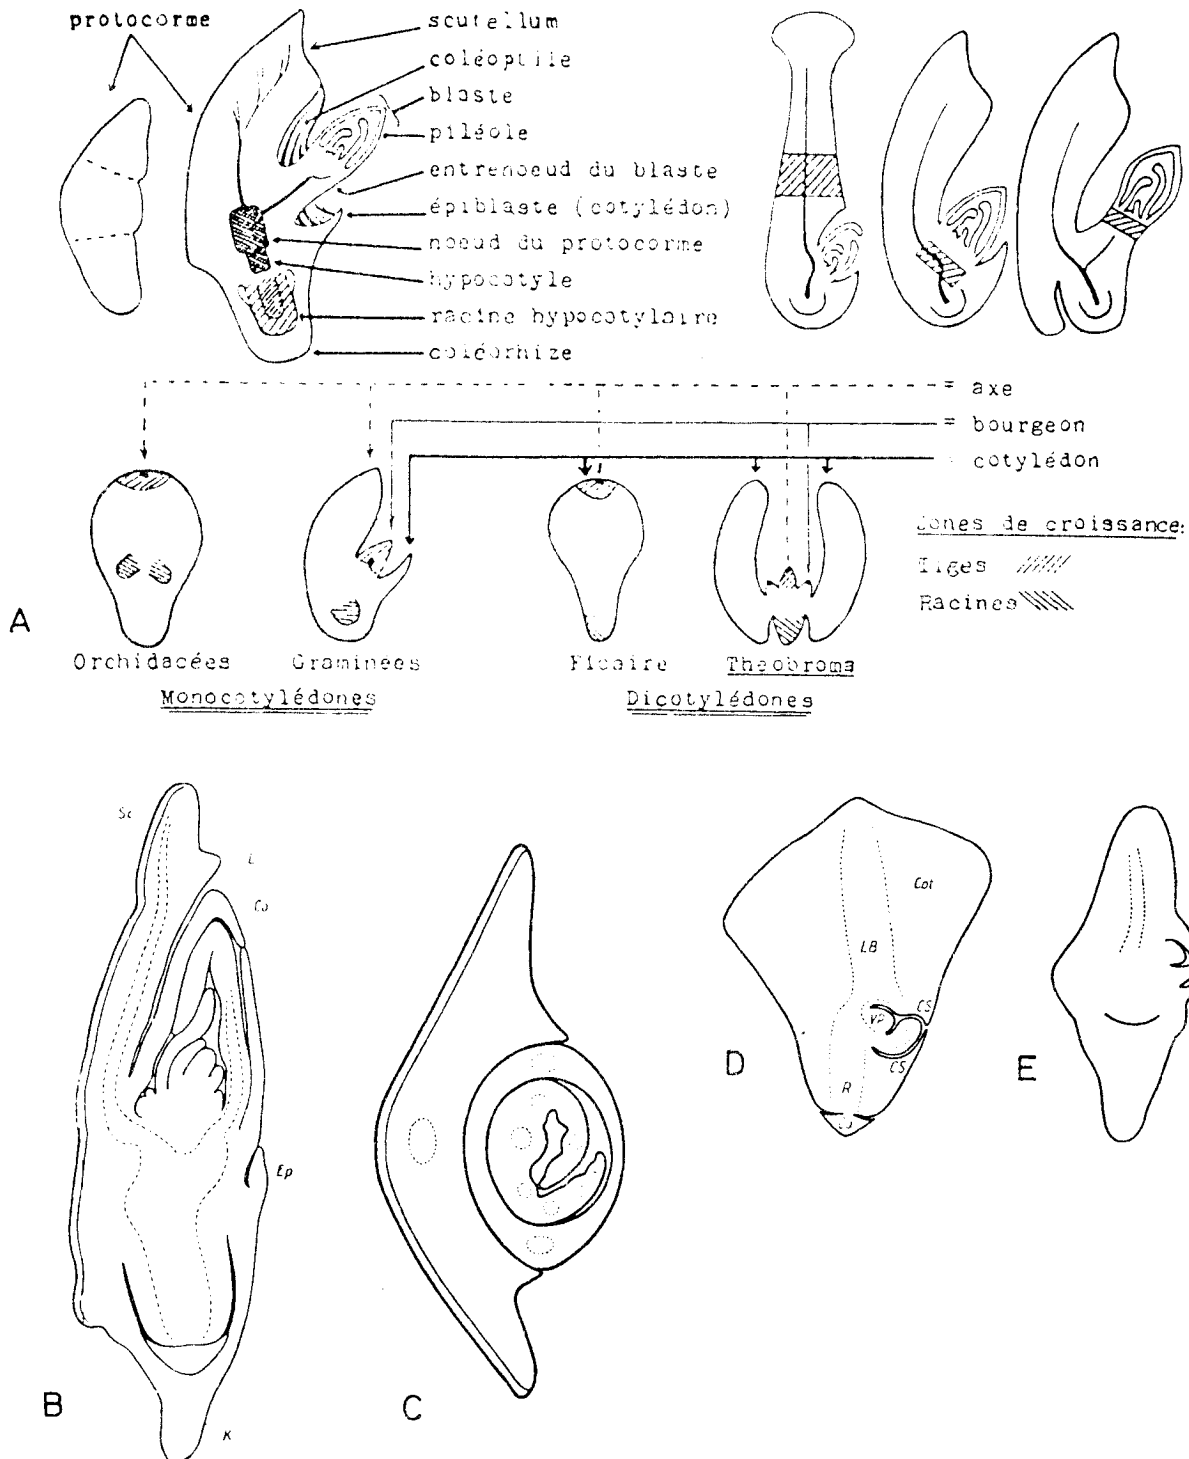 protocorme
scutellum
coléoptile
blaste
piléole
entrenoeud du blaste
épiblaste (cotylédon)
noeud du protocorme
hypocotyle
racine hypocotylaire
coléorhize
= axe
= bourgeon
cotylédon
Zones de croissance:
Tiges
Racines
A
Orchidacées
Graminées
Ficaire
Theobroma
Monocotylédones
Dicotylédones
Sc
L
Co
Ep
K
B
C
Cot
LB
VP
CS
CS
R
D
E